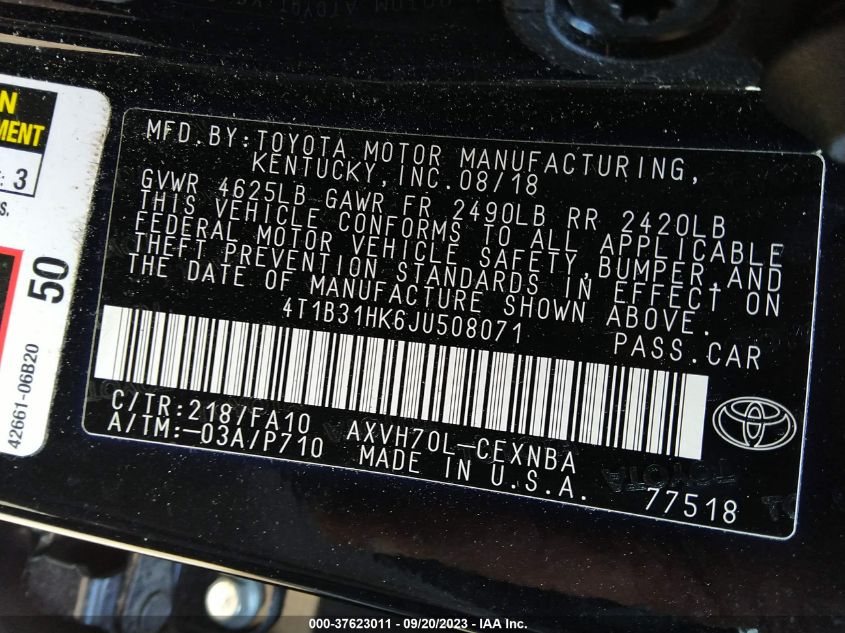 N
MENT
: 3
S.
50
42661-06B20
MFD.BY:TOYOTA MOTOR MANUFACTURING,
KENTUCKY,INC.08/18
GVWR 4625LB GAWR FR 2490LB RR 2420LB
THIS VEHICLE CONFORMS TO ALL APPLICABLE
FEDERAL MOTOR VEHICLE SAFETY,BUMPER,AND
THEFT PREVENTION STANDARDS IN EFFECT ON
THE DATE OF MANUFACTURE SHOWN ABOVE.
4T1B31HK6JU508071
PASS.CAR
C/TR:218/FA10
AXVH70L-CEXNBA
A/TM:-03A/P710
MADE IN U.S.A.
TOYOTA
77518
000-37623011 - 09/20/2023 - IAA Inc.